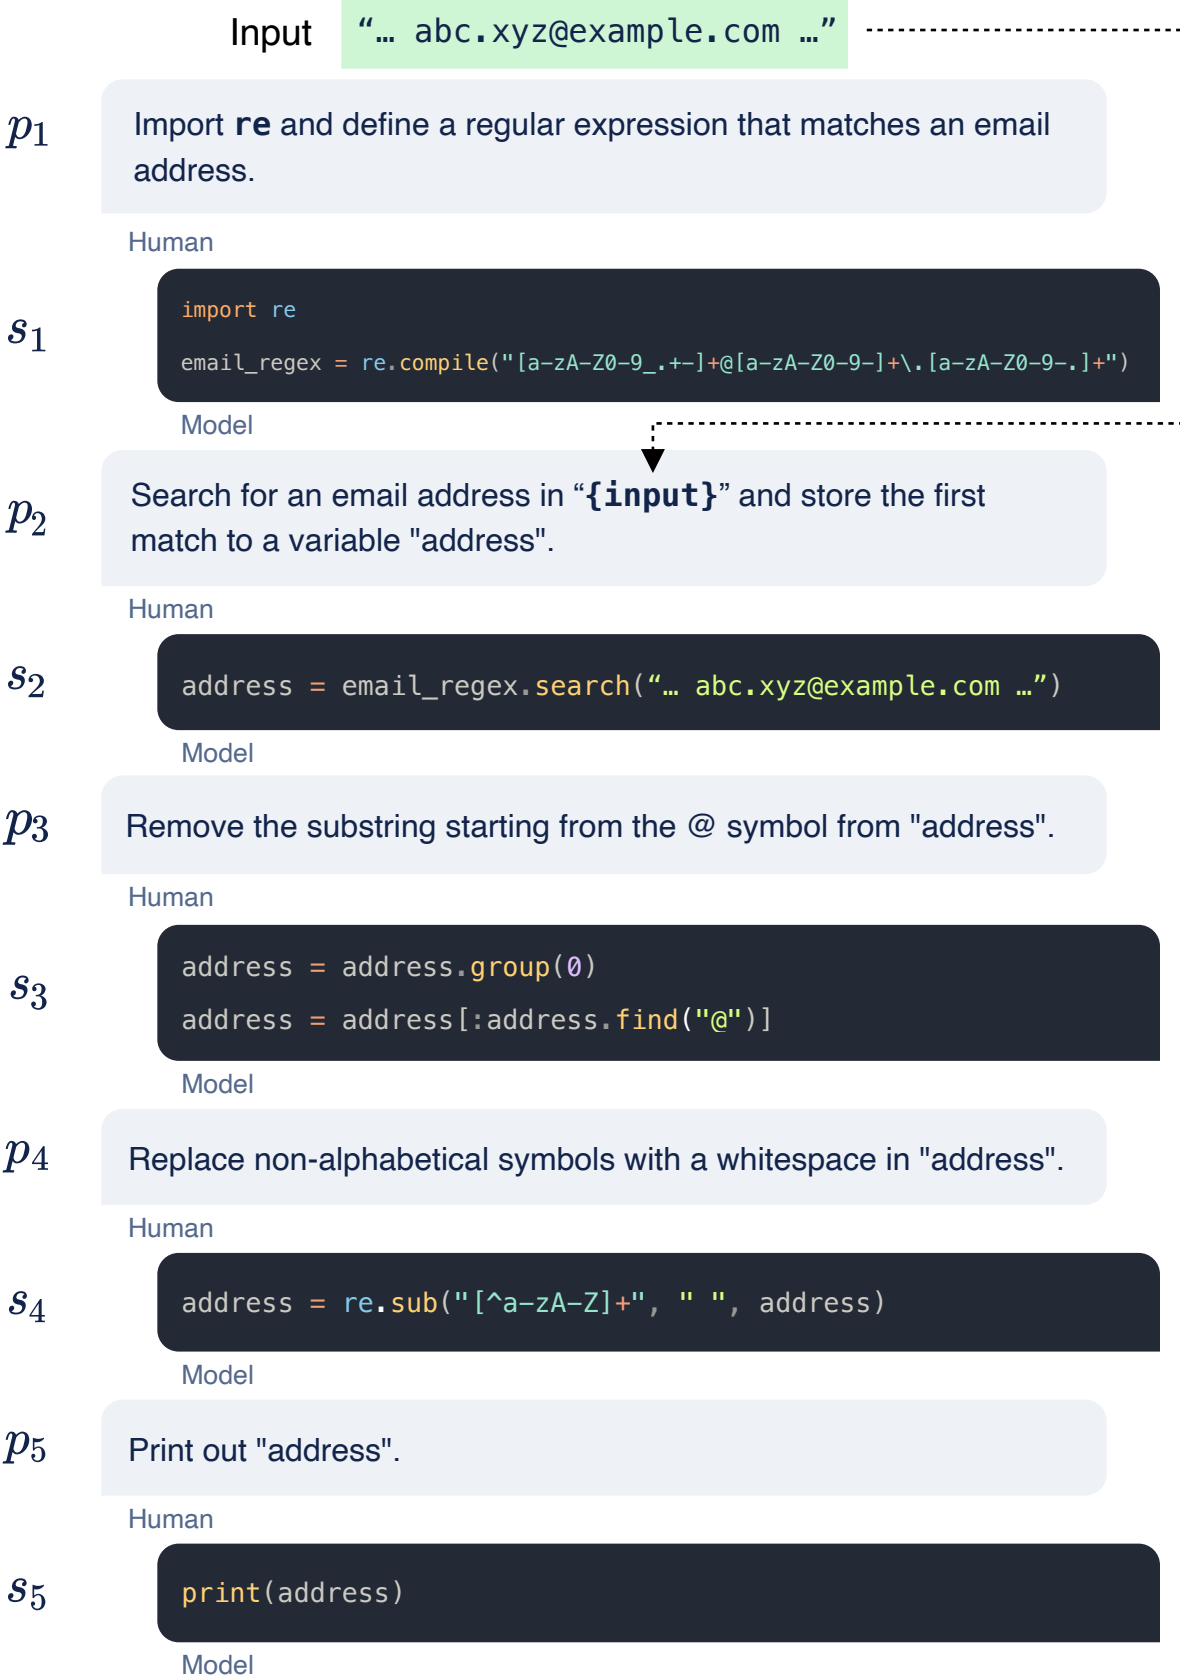 Input “… abc.xyz@example.com …”
p1 Import re and define a regular expression that matches an email
address.
Human
s1 import re
email_regex = re.compile("[a-zA-Z0-9_.+-]+@[a-zA-Z0-9-]+\.[a-zA-Z0-9-.]+")
Model
p2 Search for an email address in “{input}” and store the first
match to a variable "address".
Human
s2 address = email_regex.search(“… abc.xyz@example.com …”)
Model
p3 Remove the substring starting from the @ symbol from "address".
Human
s3 address = address.group(0)
address = address[:address.find("@")]
Model
p4 Replace non-alphabetical symbols with a whitespace in "address".
Human
s4 address = re.sub("[^a-zA-Z]+", " ", address)
Model
p5 Print out "address".
Human
s5 print(address)
Model